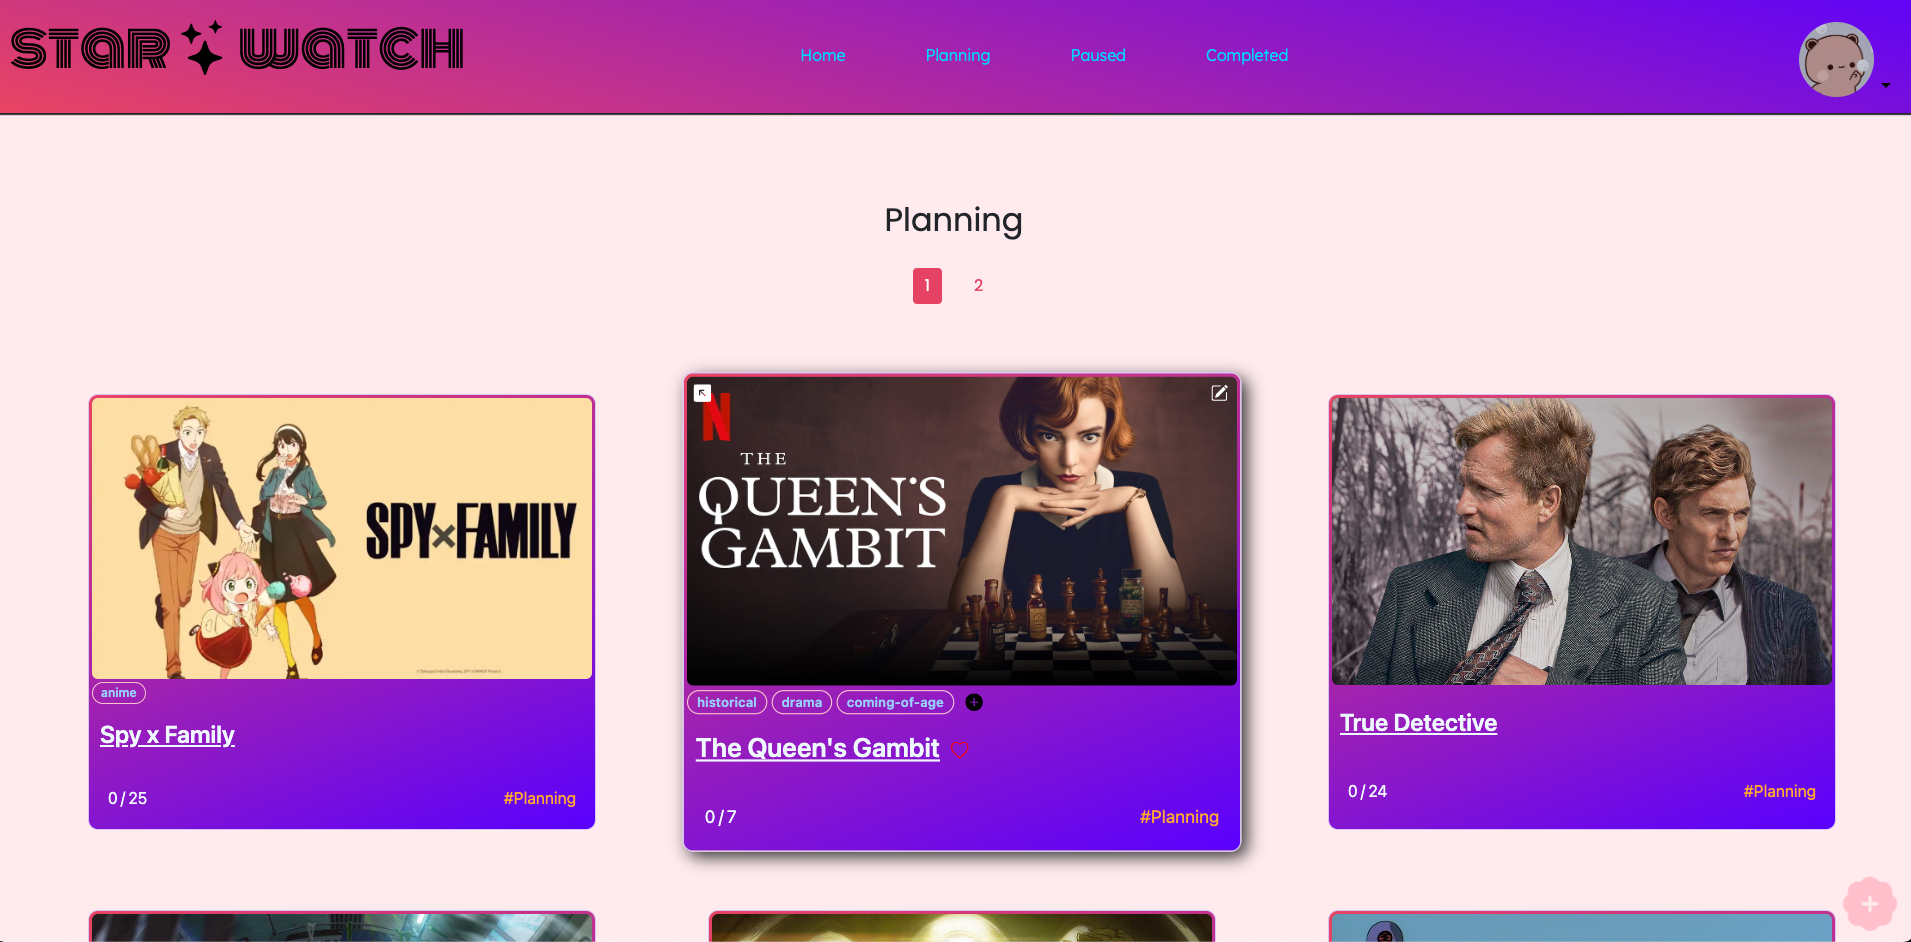 STAR WATCH
Home Planning Paused Completed
Planning
1 2
SPY×FAMILY
anime
Spy x Family
0 / 25 #Planning
N
THE
QUEEN'S
GAMBIT
historical drama coming-of-age
The Queen's Gambit
0 / 7 #Planning
True Detective
0 / 24 #Planning